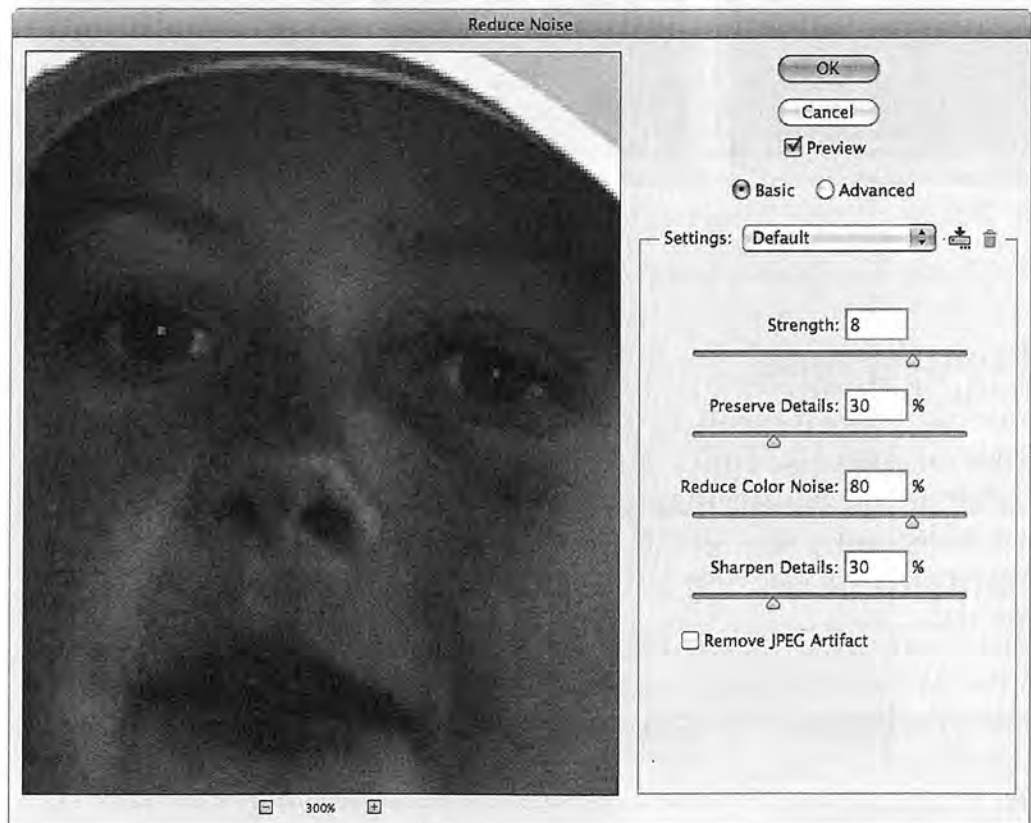 Reduce Noise
OK
Cancel
Preview
Basic Advanced
Settings: Default
Strength: 8
Preserve Details: 30 %
Reduce Color Noise: 80 %
Sharpen Details: 30 %
Remove JPEG Artifact
300%